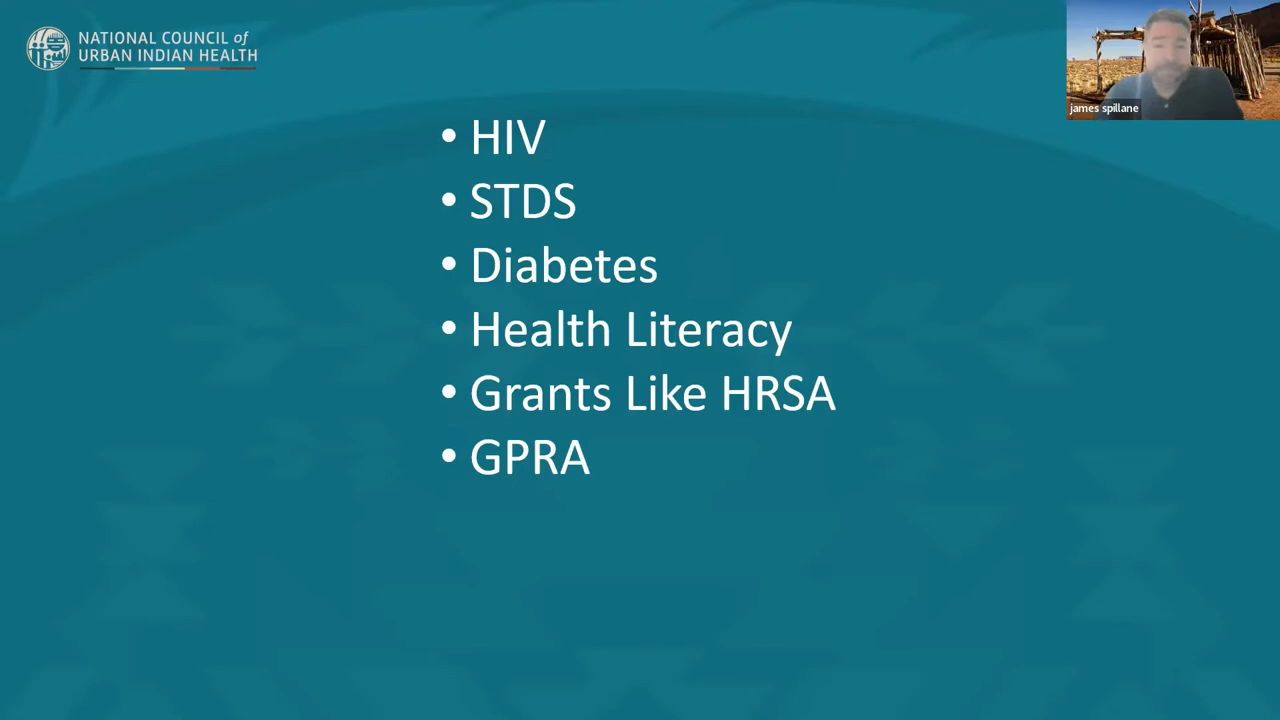 NATIONAL COUNCIL of
URBAN INDIAN HEALTH
james spillane
• HIV
• STDS
• Diabetes
• Health Literacy
• Grants Like HRSA
• GPRA